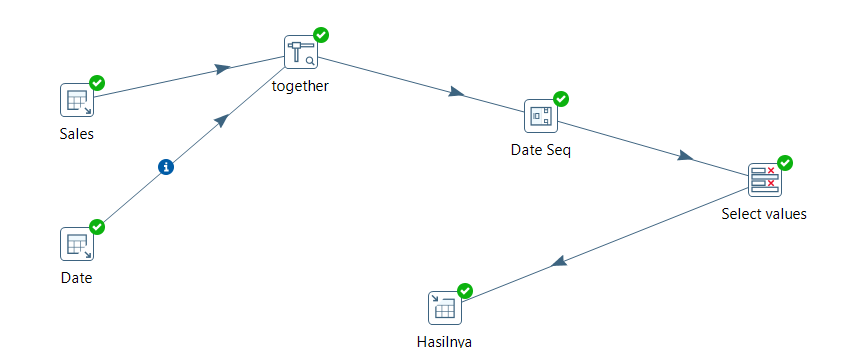 together
Sales
Date Seq
Select values
Date
Hasilnya